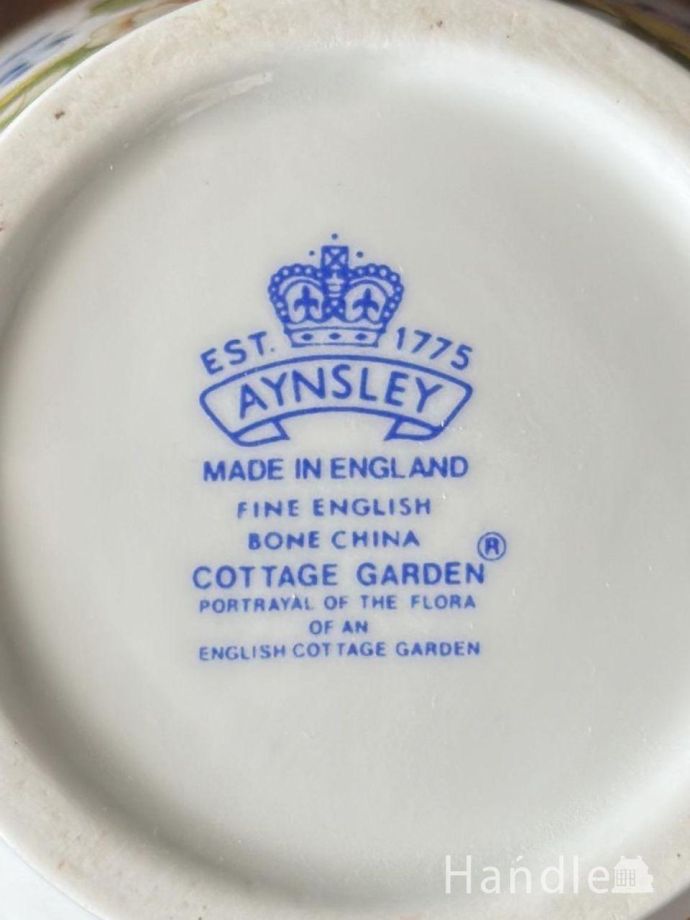 EST. 1775
AYNSLEY
MADE IN ENGLAND
FINE ENGLISH
BONE CHINA
COTTAGE GARDEN®
PORTRAYAL OF THE FLORA
OF AN
ENGLISH COTTAGE GARDEN
Handle